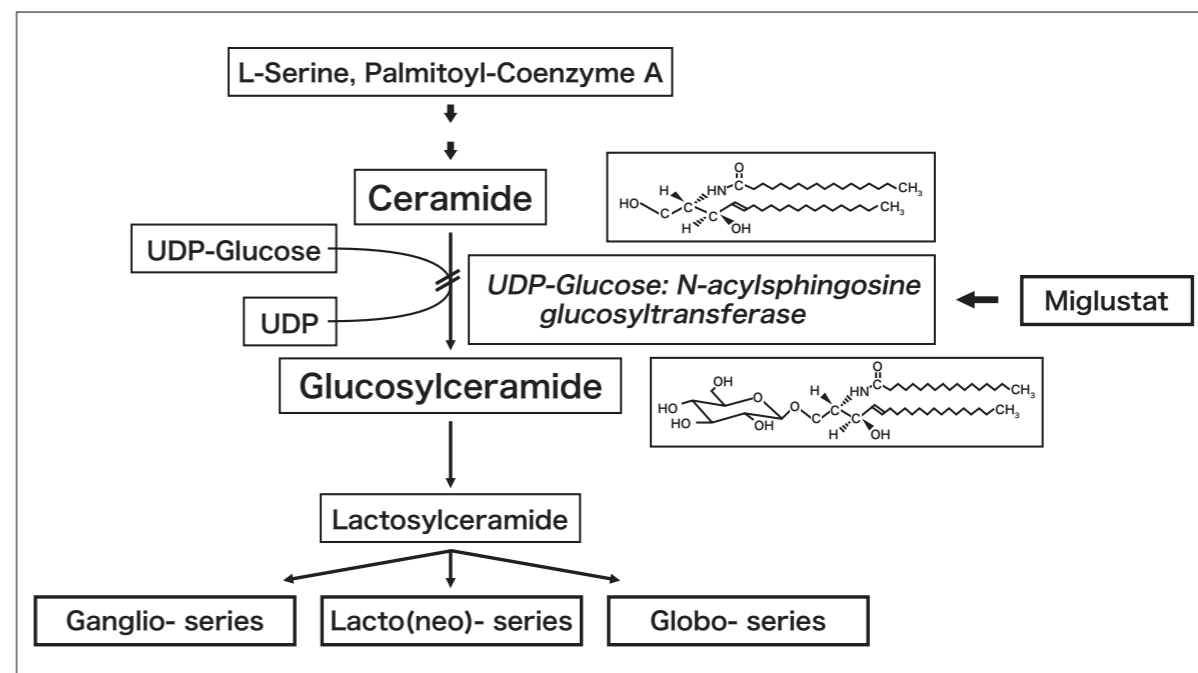 L-Serine, Palmitoyl-Coenzyme A
Ceramide
O
H
HN
C
CH3
HO
C
C
H
OH
UDP-Glucose
UDP
UDP-Glucose: N-acylsphingosine
glucosyltransferase
Miglustat
Glucosylceramide
OH
O
HO
HO
OH
OH
O
O
H
HN
C
CH3
C
C
H
OH
CH3
Lactosylceramide
Ganglio- series
Lacto(neo)- series
Globo- series